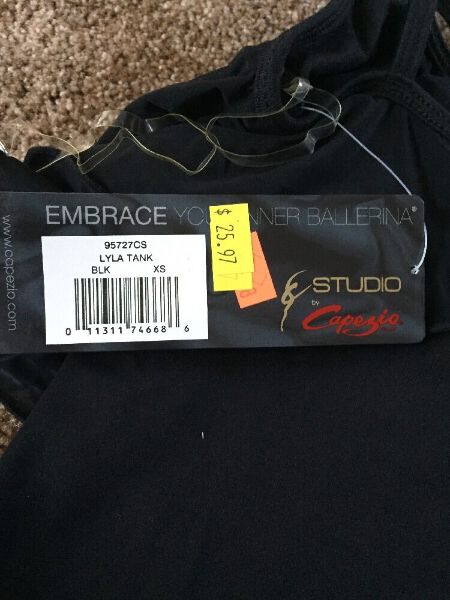 EMBRACE YOUR INNER BALLERINA®
www.capezio.com
95727CS
LYLA TANK
BLK XS
0 11311 74668 6
$25.97
STUDIO
by
Capezio